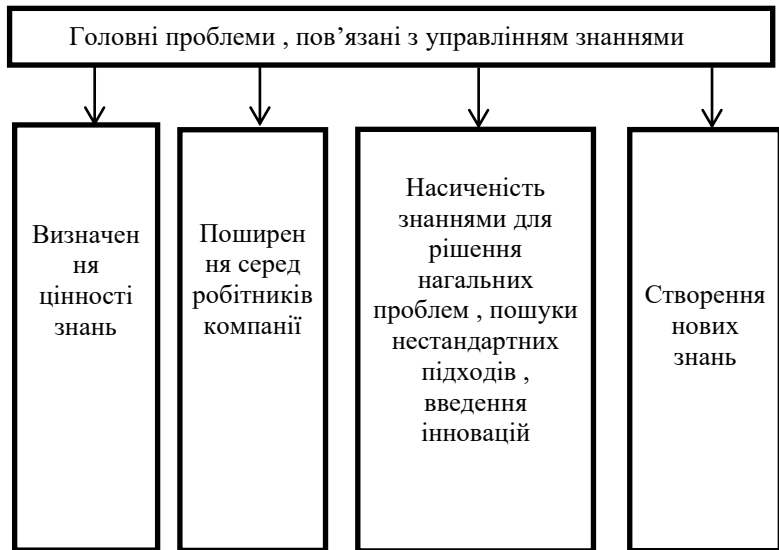 Головні проблеми , пов’язані з управлінням знаннями
Визначен
ня
цінності
знань
Поширен
ня серед
робітників
компанії
Насиченість
знаннями для
рішення
нагальних
проблем , пошуки
нестандартних
підходів ,
введення
інновацій
Створення
нових
знань